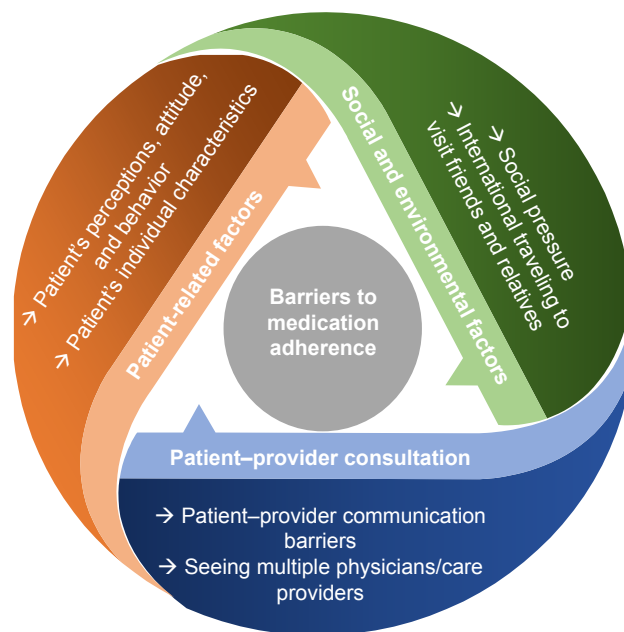 Barriers to
medication
adherence
Patient-related factors
→ Patient's perceptions, attitude,
and behavior
→ Patient's individual characteristics
Social and environmental factors
→ Social pressure
→ International traveling to
visit friends and relatives
Patient–provider consultation
→ Patient–provider communication
barriers
→ Seeing multiple physicians/care
providers